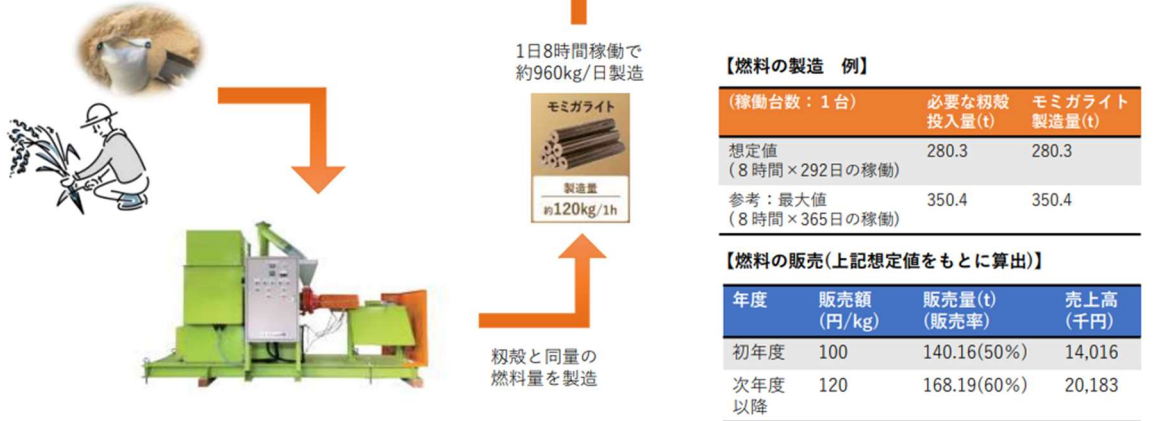 1日8時間稼働で
約960kg/日製造
モミガライト
製造量
約120kg/1h
籾殻と同量の
燃料量を製造
【燃料の製造　例】
(稼働台数：１台) 必要な籾殻投入量(t) モミガライト製造量(t)
想定値 280.3 280.3
(８時間×292日の稼働)
参考：最大値 350.4 350.4
(８時間×365日の稼働)
【燃料の販売(上記想定値をもとに算出)】
年度 販売額(円/kg) 販売量(t)(販売率) 売上高(千円)
初年度 100 140.16(50%) 14,016
次年度以降 120 168.19(60%) 20,183